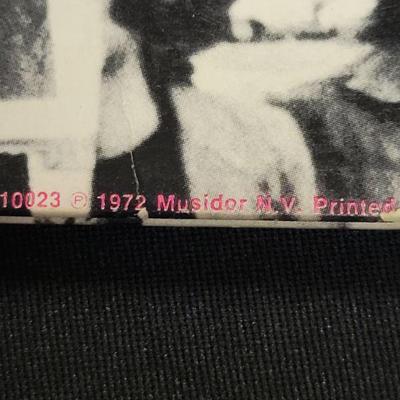 10023 ℗ 1972 Musidor N.V. Printed